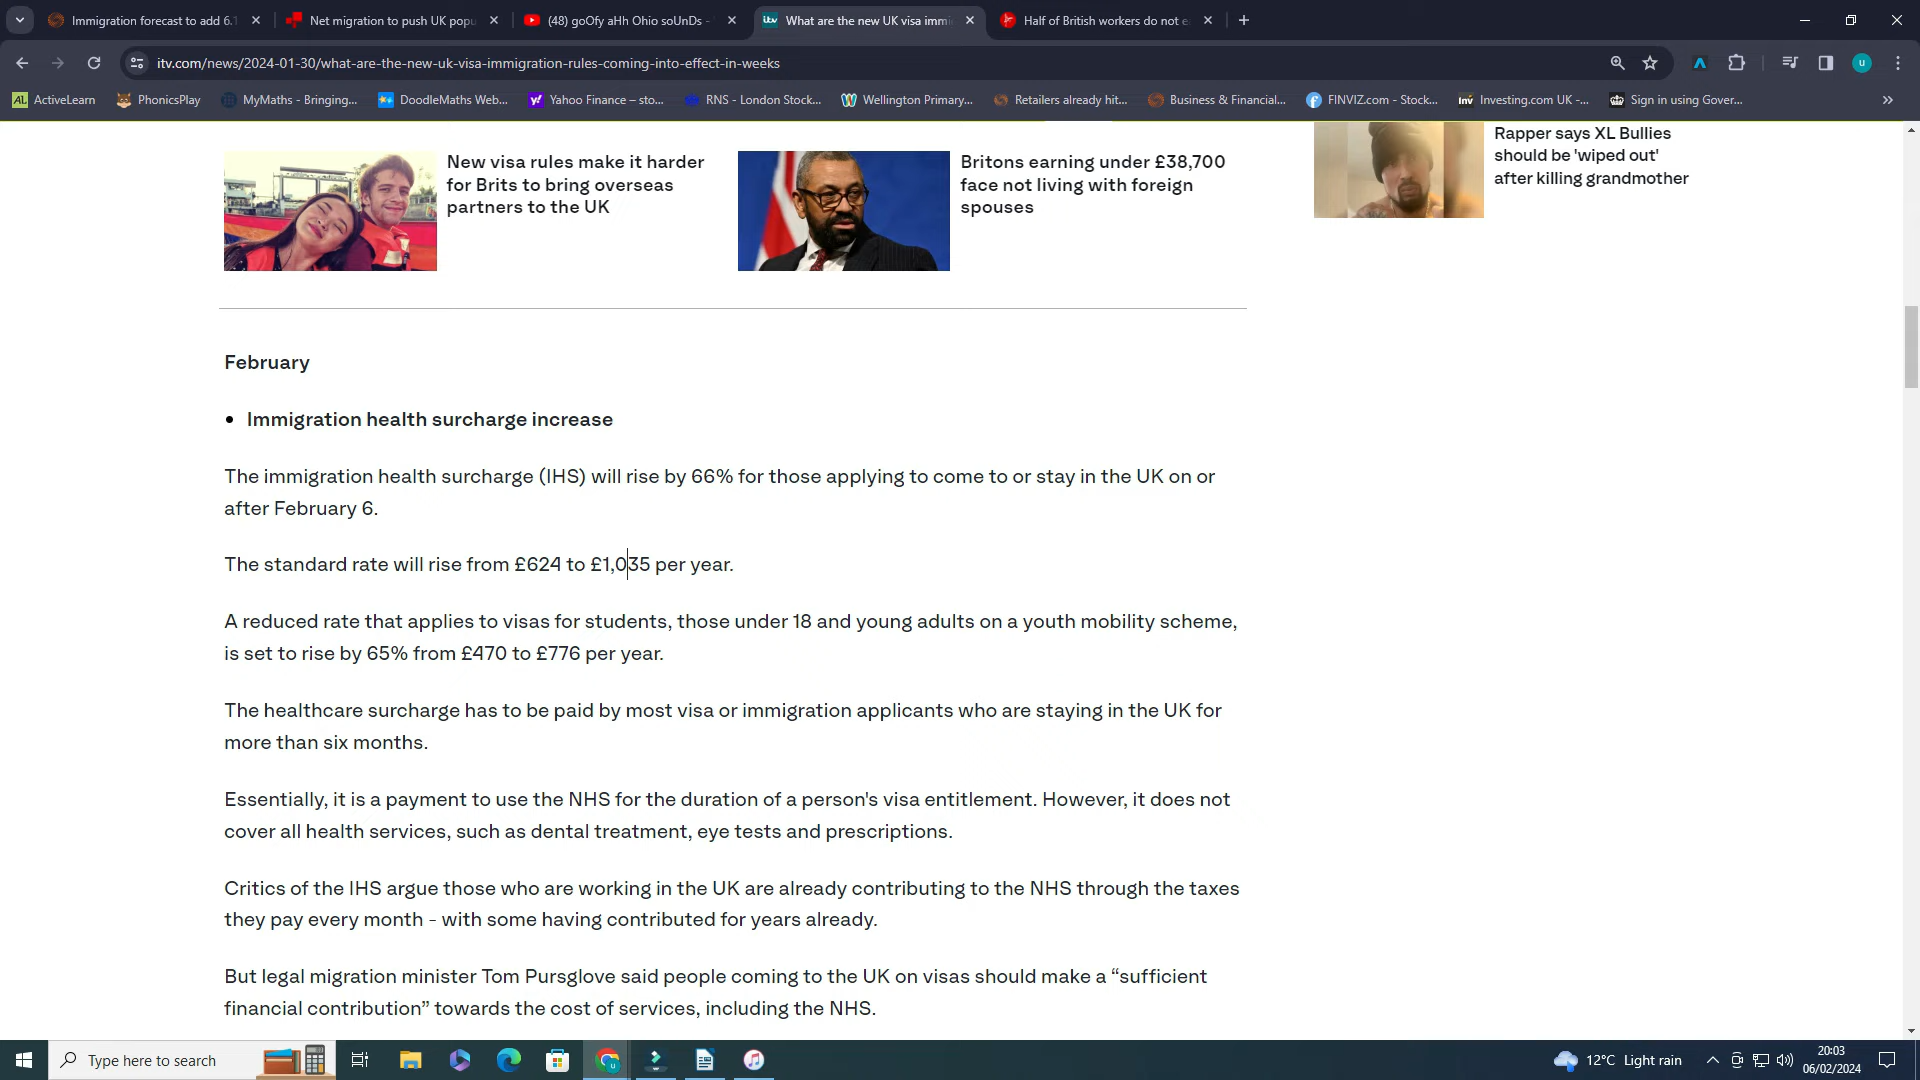 Immigration forecast to add 6.1
Net migration to push UK popu
(48) goOfy aHh Ohio soUnDs -
itv
What are the new UK visa immi
Half of British workers do not e
itv.com/news/2024-01-30/what-are-the-new-uk-visa-immigration-rules-coming-into-effect-in-weeks
u
AL ActiveLearn
PhonicsPlay
MyMaths - Bringing...
DoodleMaths Web...
Yahoo Finance – sto...
RNS - London Stock...
Wellington Primary...
Retailers already hit...
Business & Financial...
FINVIZ.com - Stock...
Inv Investing.com UK -...
Sign in using Gover...
New visa rules make it harder
for Brits to bring overseas
partners to the UK
Britons earning under £38,700
face not living with foreign
spouses
Rapper says XL Bullies
should be 'wiped out'
after killing grandmother
February
• Immigration health surcharge increase
The immigration health surcharge (IHS) will rise by 66% for those applying to come to or stay in the UK on or
after February 6.
The standard rate will rise from £624 to £1,035 per year.
A reduced rate that applies to visas for students, those under 18 and young adults on a youth mobility scheme,
is set to rise by 65% from £470 to £776 per year.
The healthcare surcharge has to be paid by most visa or immigration applicants who are staying in the UK for
more than six months.
Essentially, it is a payment to use the NHS for the duration of a person's visa entitlement. However, it does not
cover all health services, such as dental treatment, eye tests and prescriptions.
Critics of the IHS argue those who are working in the UK are already contributing to the NHS through the taxes
they pay every month - with some having contributed for years already.
But legal migration minister Tom Pursglove said people coming to the UK on visas should make a “sufficient
financial contribution” towards the cost of services, including the NHS.
Type here to search
12°C Light rain
20:03
06/02/2024